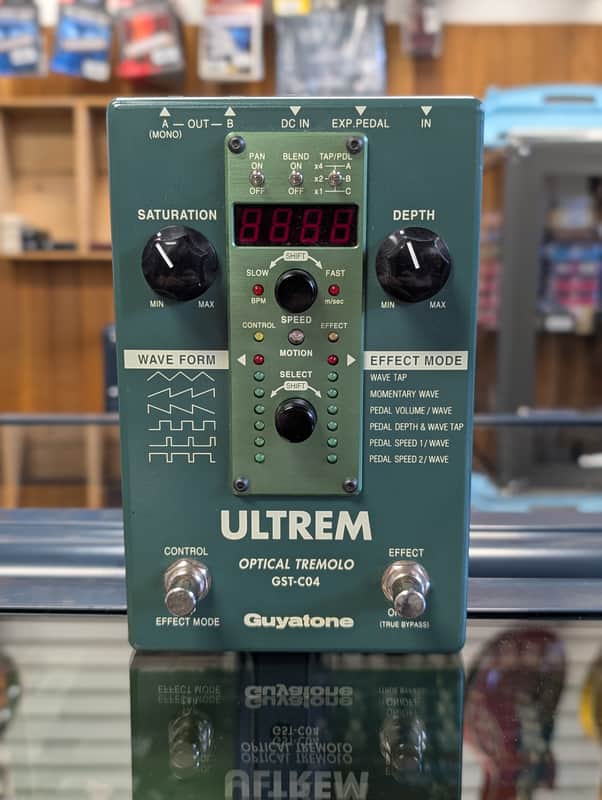 A — OUT — B
(MONO)
DC IN
EXP.PEDAL
IN
PAN
ON
OFF
BLEND
ON
OFF
TAP/PDL
x4 A
x2 B
x1 C
SATURATION
MIN MAX
DEPTH
MIN MAX
SHIFT
SLOW FAST
BPM m/sec
SPEED
CONTROL EFFECT
MOTION
WAVE FORM
EFFECT MODE
SELECT
SHIFT
WAVE TAP
MOMENTARY WAVE
PEDAL VOLUME / WAVE
PEDAL DEPTH & WAVE TAP
PEDAL SPEED 1 / WAVE
PEDAL SPEED 2 / WAVE
ULTREM
OPTICAL TREMOLO
GST-C04
CONTROL
EFFECT MODE
EFFECT
(TRUE BYPASS)
Guyatone